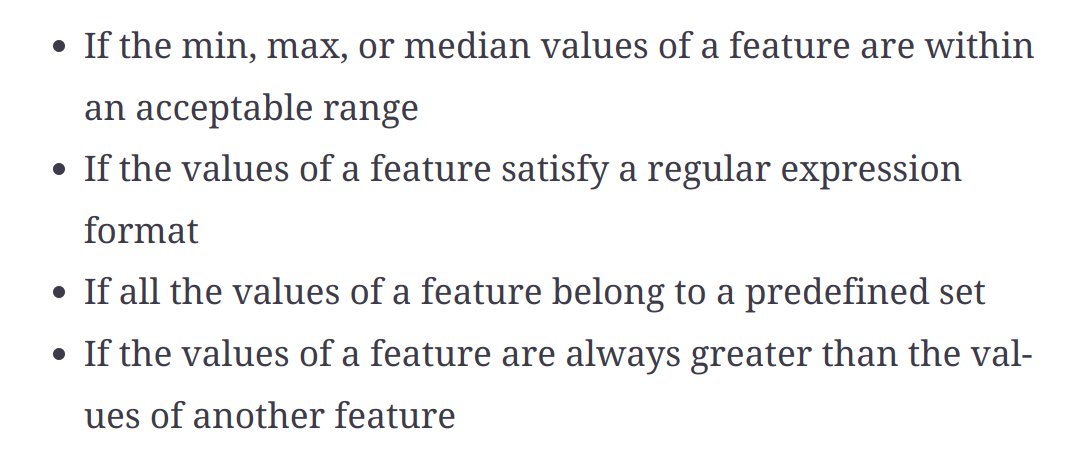 • If the min, max, or median values of a feature are within
an acceptable range
• If the values of a feature satisfy a regular expression
format
• If all the values of a feature belong to a predefined set
• If the values of a feature are always greater than the val-
ues of another feature